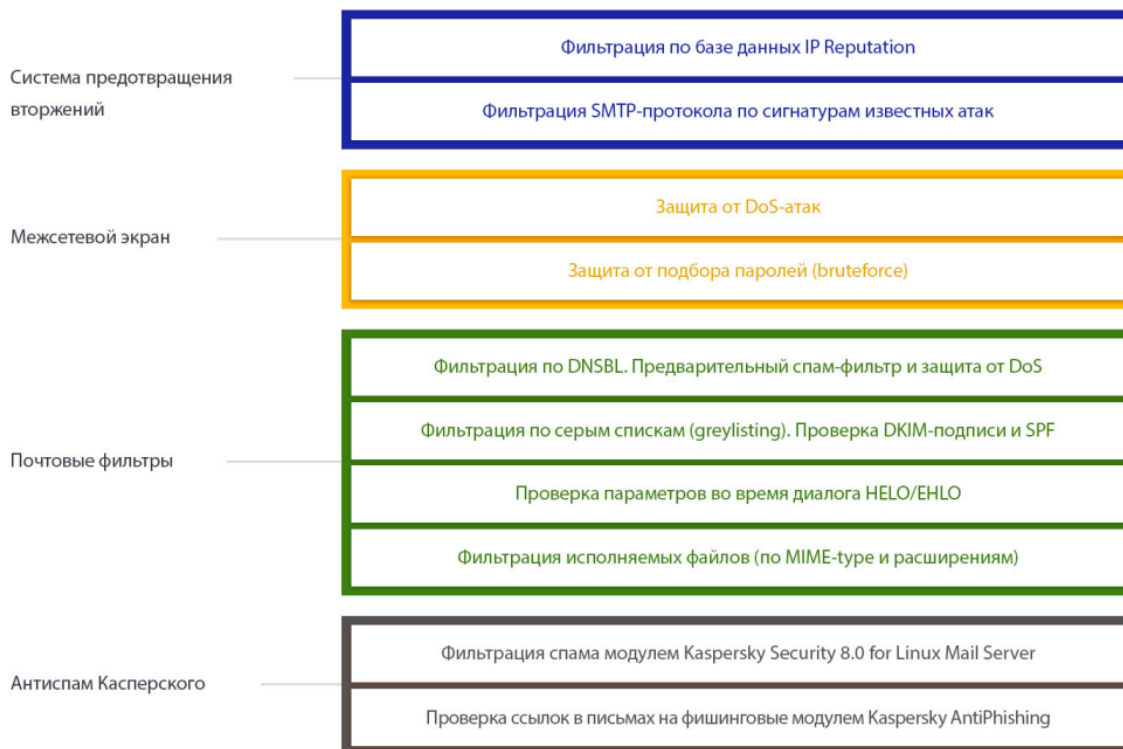 Система предотвращения
вторжений
Фильтрация по базе данных IP Reputation
Фильтрация SMTP-протокола по сигнатурам известных атак
Межсетевой экран
Защита от DoS-атак
Защита от подбора паролей (bruteforce)
Почтовые фильтры
Фильтрация по DNSBL. Предварительный спам-фильтр и защита от DoS
Фильтрация по серым спискам (greylisting). Проверка DKIM-подписи и SPF
Проверка параметров во время диалога HELO/EHLO
Фильтрация исполняемых файлов (по MIME-type и расширениям)
Антиспам Касперского
Фильтрация спама модулем Kaspersky Security 8.0 for Linux Mail Server
Проверка ссылок в письмах на фишинговые модулем Kaspersky AntiPhishing